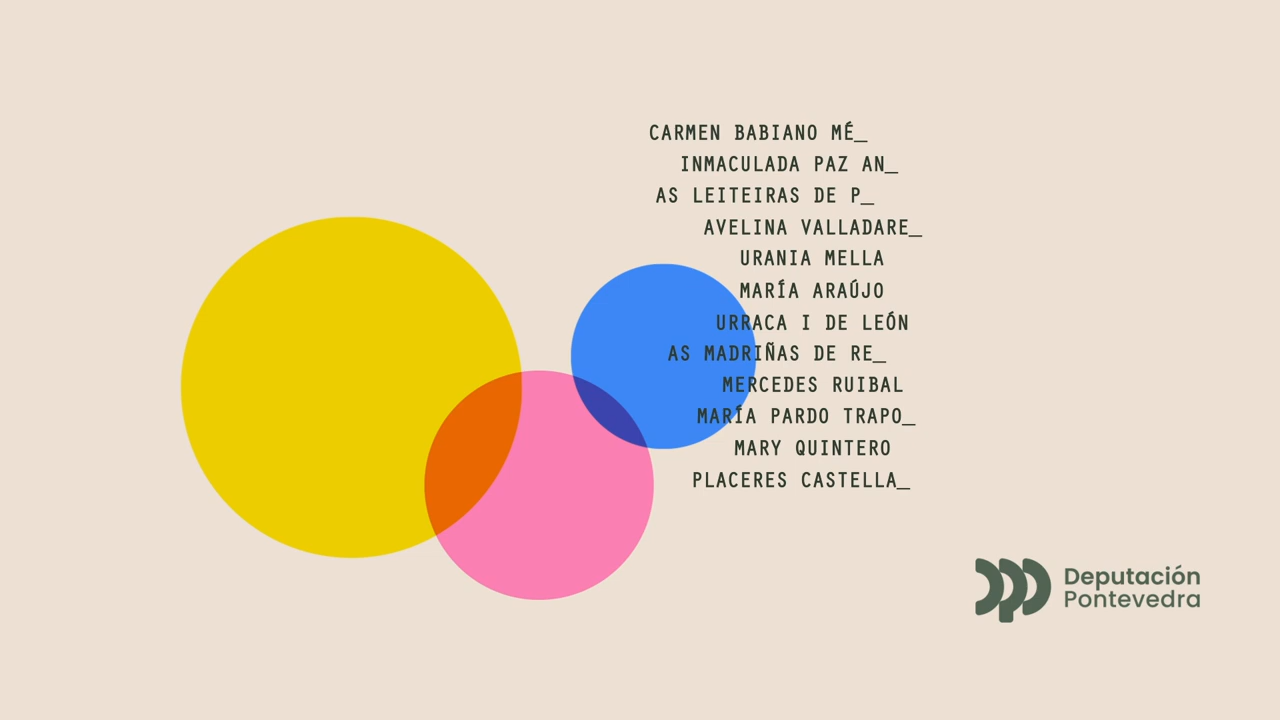 CARMEN BABIANO MÉ_
INMACULADA PAZ AN_
AS LEITEIRAS DE P_
AVELINA VALLADARE_
URANIA MELLA
MARÍA ARAÚJO
URRACA I DE LEÓN
AS MADRIÑAS DE RE_
MERCEDES RUIBAL
MARÍA PARDO TRAPO_
MARY QUINTERO
PLACERES CASTELLA_
Deputación
Pontevedra